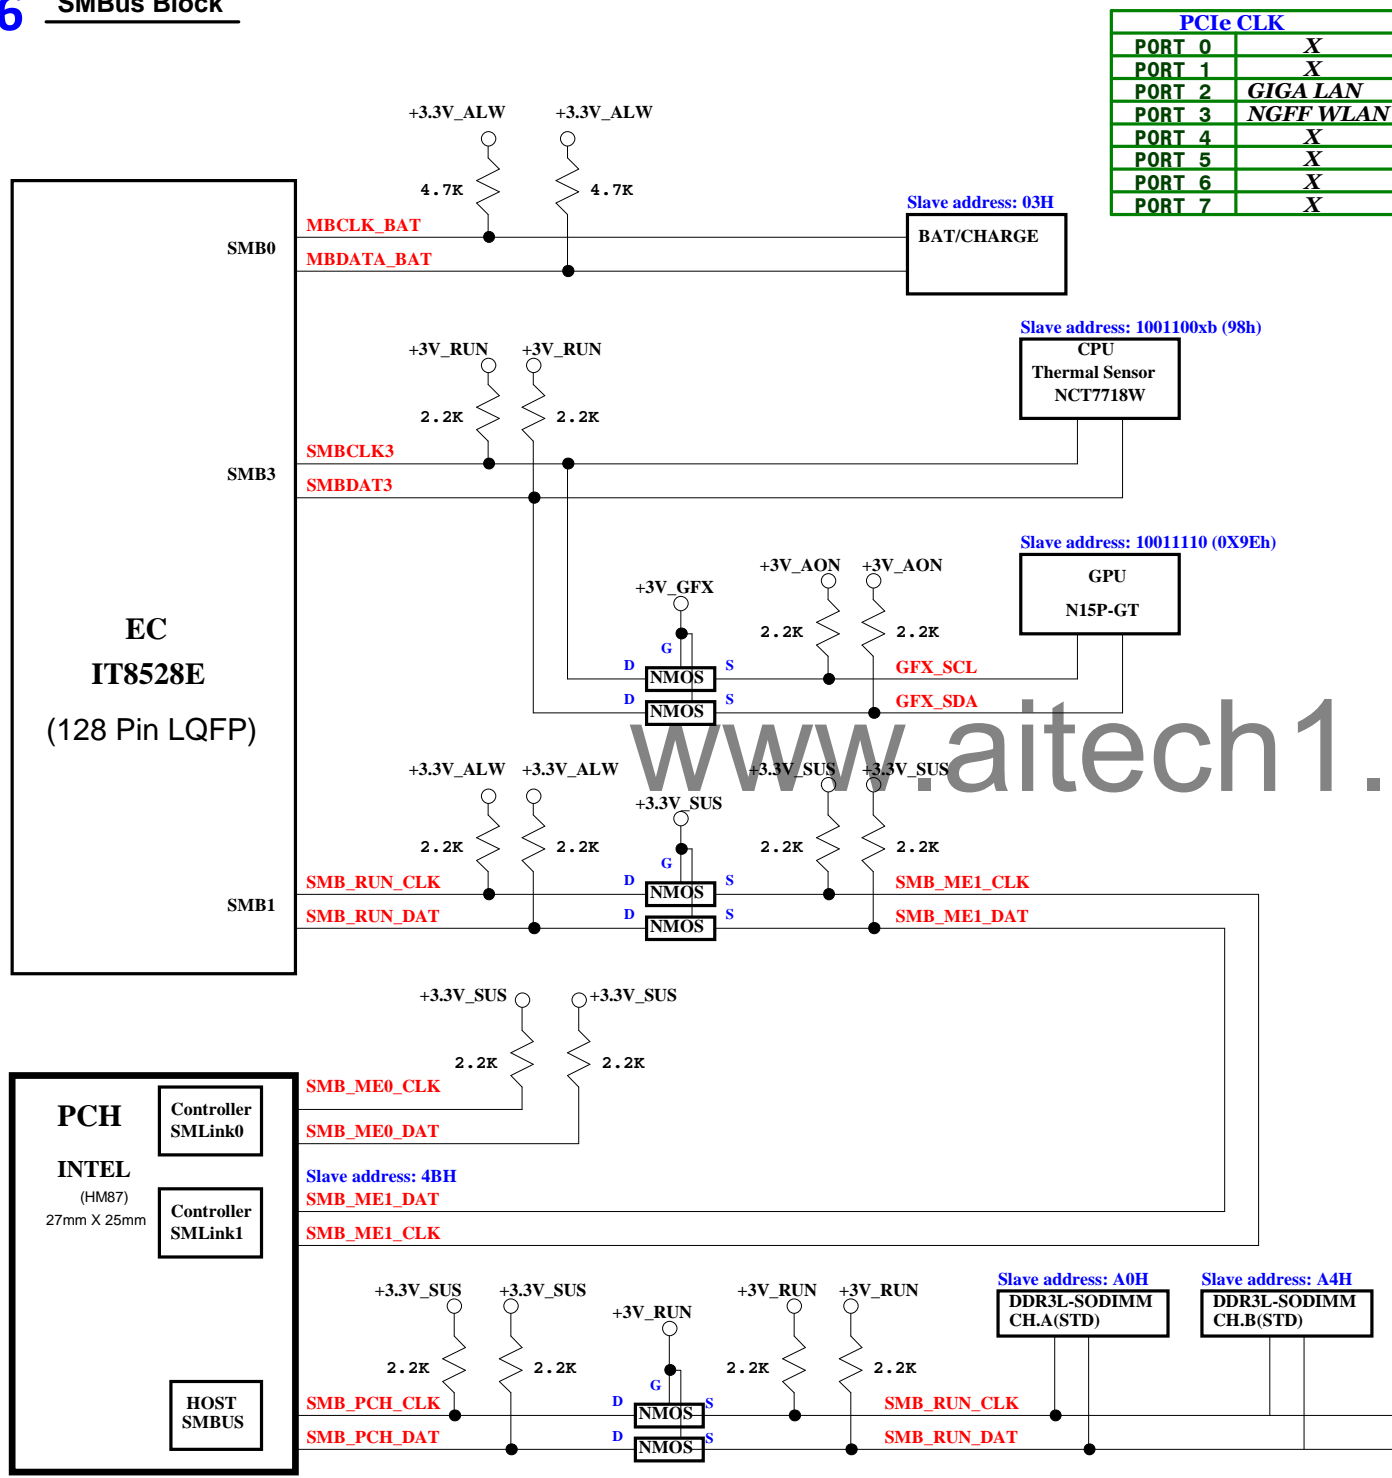 6 SMBus Block
PCIe CLK
PORT 0 X
PORT 1 X
PORT 2 GIGA LAN
PORT 3 NGFF WLAN
PORT 4 X
PORT 5 X
PORT 6 X
PORT 7 X
+3.3V_ALW +3.3V_ALW
4.7K 4.7K
Slave address: 03H
MBCLK_BAT
BAT/CHARGE
SMB0
MBDATA_BAT
Slave address: 1001100xb (98h)
+3V_RUN +3V_RUN
CPU
Thermal Sensor
NCT7718W
2.2K 2.2K
SMBCLK3
SMB3
SMBDAT3
Slave address: 10011110 (0X9Eh)
+3V_AON +3V_AON
GPU
N15P-GT
+3V_GFX
2.2K 2.2K
EC
IT8528E
(128 Pin LQFP)
G
D NMOS S GFX_SCL
D NMOS S GFX_SDA
www.aitech1.
+3.3V_ALW +3.3V_ALW +3.3V_SUS +3.3V_SUS
+3.3V_SUS
2.2K 2.2K 2.2K 2.2K
G
SMB_RUN_CLK D NMOS S SMB_ME1_CLK
SMB1
SMB_RUN_DAT D NMOS S SMB_ME1_DAT
+3.3V_SUS +3.3V_SUS
2.2K 2.2K
SMB_ME0_CLK
PCH
Controller
SMLink0
SMB_ME0_DAT
INTEL
(HM87)
27mm X 25mm
Slave address: 4BH
SMB_ME1_DAT
Controller
SMLink1
SMB_ME1_CLK
Slave address: A0H Slave address: A4H
+3.3V_SUS +3.3V_SUS +3V_RUN +3V_RUN
DDR3L-SODIMM
CH.A(STD)
DDR3L-SODIMM
CH.B(STD)
+3V_RUN
2.2K 2.2K 2.2K 2.2K
G
HOST
SMBUS
SMB_PCH_CLK D NMOS S SMB_RUN_CLK
SMB_PCH_DAT D NMOS S SMB_RUN_DAT